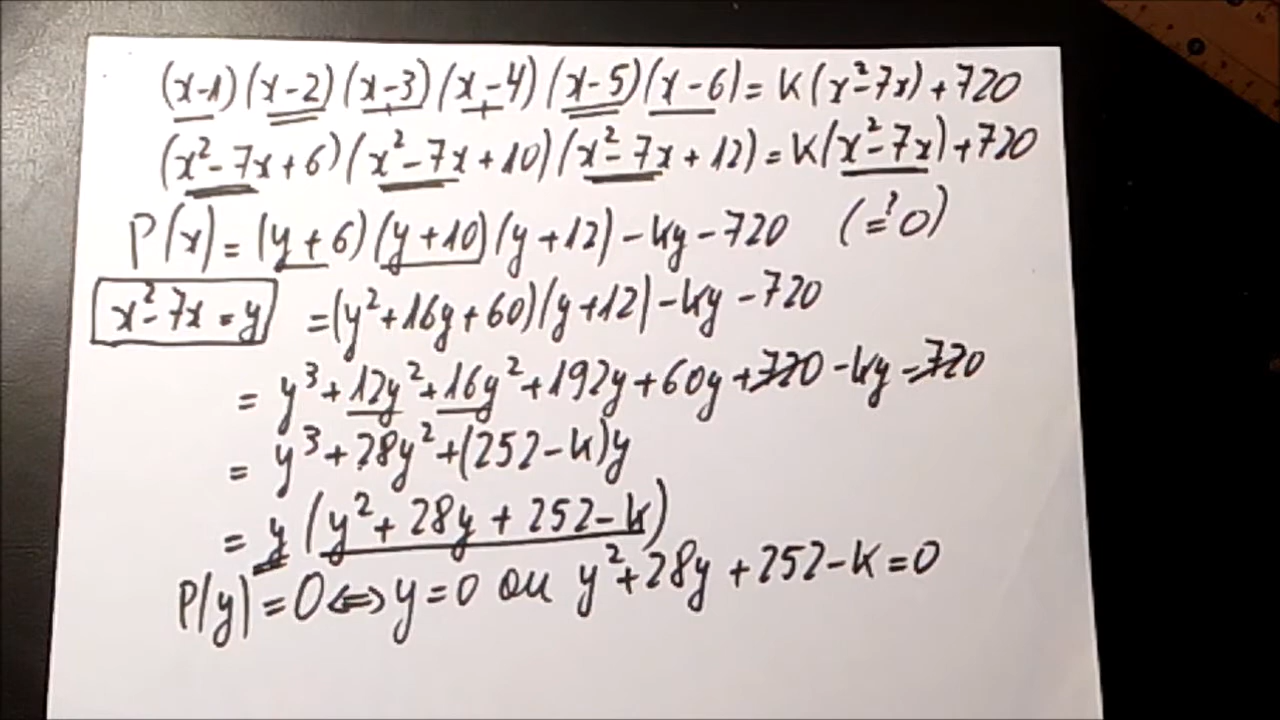 (x-1)(x-2)(x-3)(x-4)(x-5)(x-6)=K(x²-7x)+720
(x²-7x+6)(x²-7x+10)(x²-7x+12)=K(x²-7x)+720
P(x)=(y+6)(y+10)(y+12)-ky-720 (=?0)
x²-7x=y =(y²+16y+60)(y+12)-ky-720
= y³+12y²+16y²+192y+60y+720-ky-720
= y³+28y²+(252-k)y
= y(y²+28y+252-k)
P(y)=0⇔y=0 ou y²+28y+252-k=0